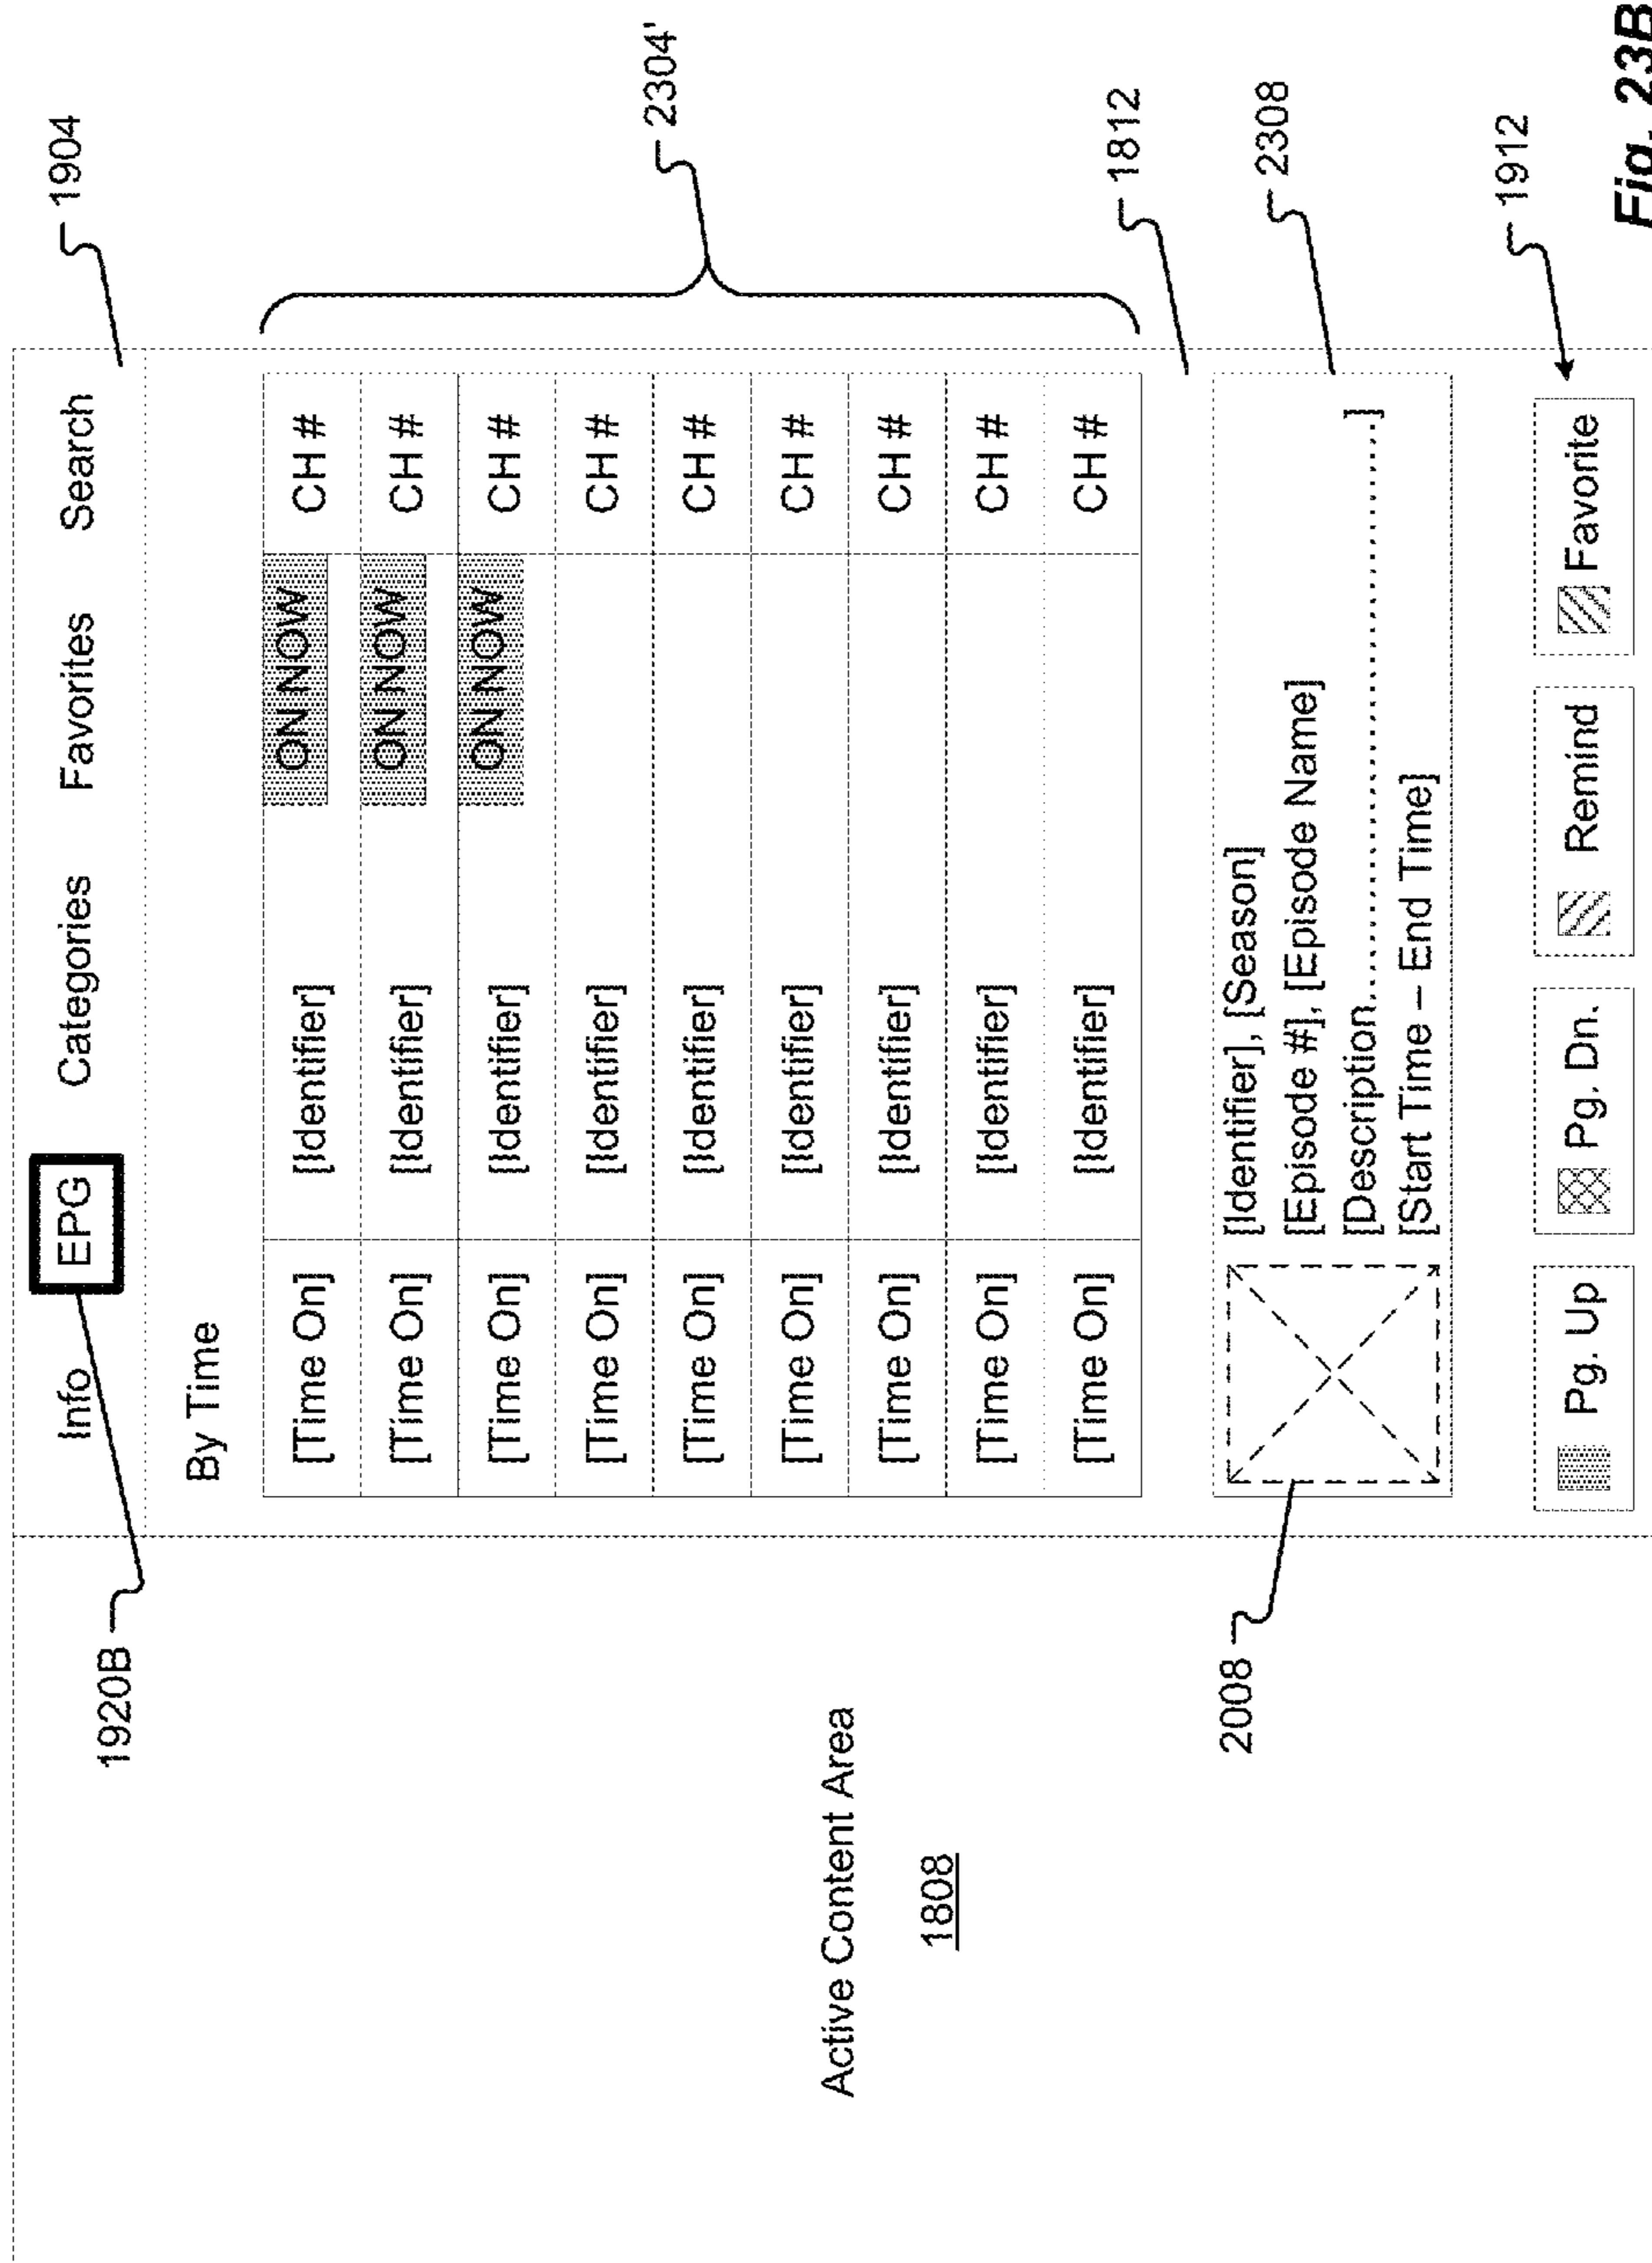 Info EPG Categories Favorites Search
1904
1920B
By Time
[Time On] [Identifier] ON NOW CH #
[Time On] [Identifier] ON NOW CH #
[Time On] [Identifier] ON NOW CH #
[Time On] [Identifier] CH #
[Time On] [Identifier] CH #
[Time On] [Identifier] CH #
[Time On] [Identifier] CH #
[Time On] [Identifier] CH #
[Time On] [Identifier] CH #
2304'
Active Content Area
1808
1812
2008
[Identifier], [Season]
[Episode #], [Episode Name]
[Description.......................................................]
[Start Time – End Time]
2308
Pg. Up Pg. Dn. Remind Favorite
1912
Fig. 23B